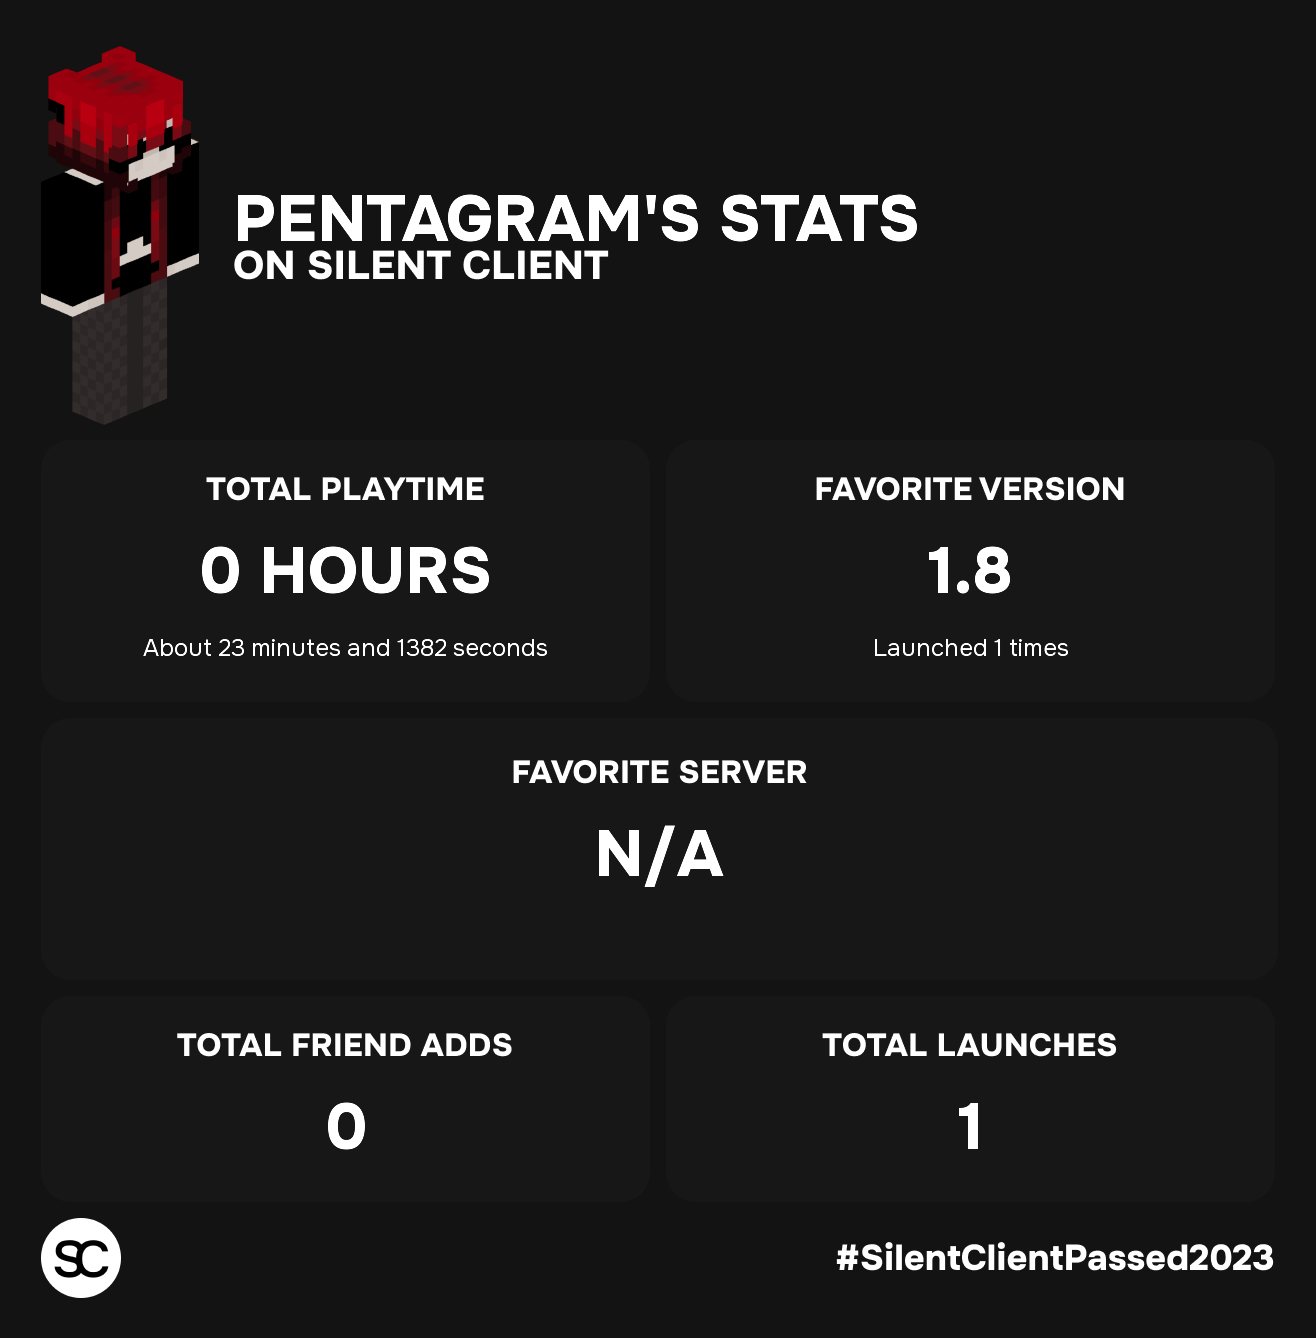 PENTAGRAM'S STATS
ON SILENT CLIENT
TOTAL PLAYTIME
0 HOURS
About 23 minutes and 1382 seconds
FAVORITE VERSION
1.8
Launched 1 times
FAVORITE SERVER
N/A
TOTAL FRIEND ADDS
0
TOTAL LAUNCHES
1
SC
#SilentClientPassed2023